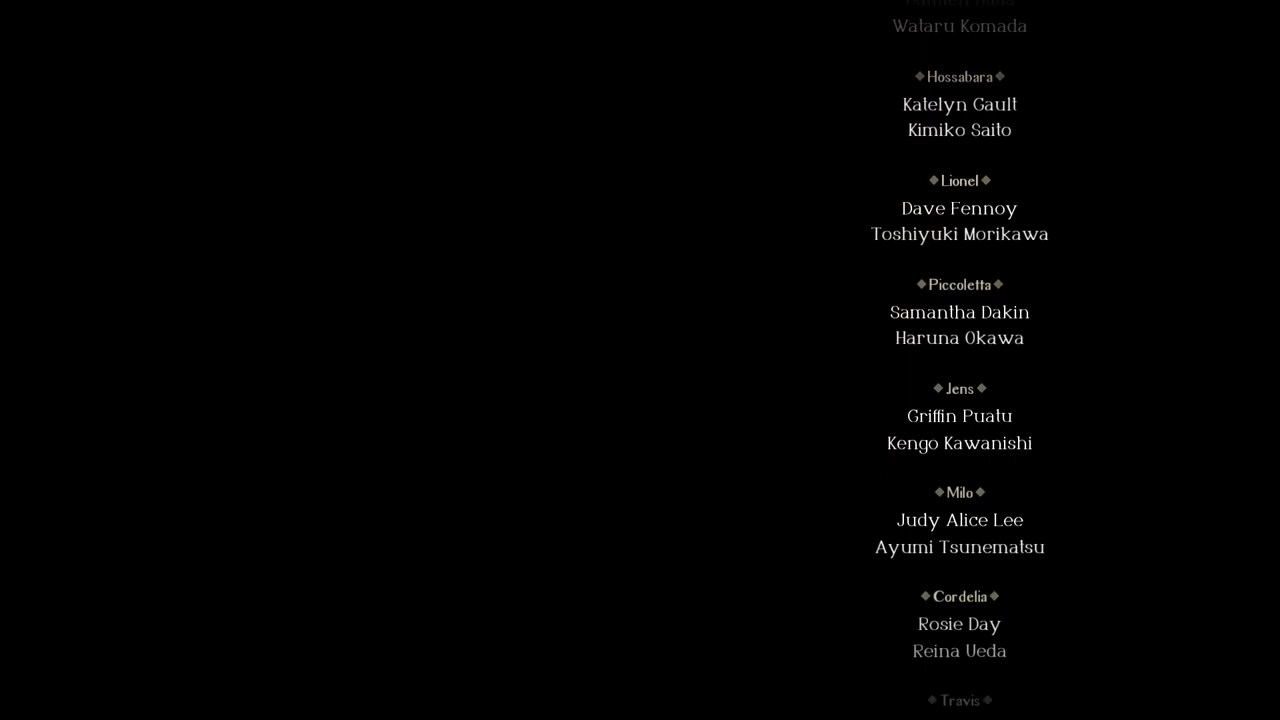 Wataru Komada
◆Hossabara◆
Katelyn Gault
Kimiko Saito
◆Lionel◆
Dave Fennoy
Toshiyuki Morikawa
◆Piccoletta◆
Samantha Dakin
Haruna Okawa
◆Jens◆
Griffin Puatu
Kengo Kawanishi
◆Milo◆
Judy Alice Lee
Ayumi Tsunematsu
◆Cordelia◆
Rosie Day
Reina Ueda
◆Travis◆